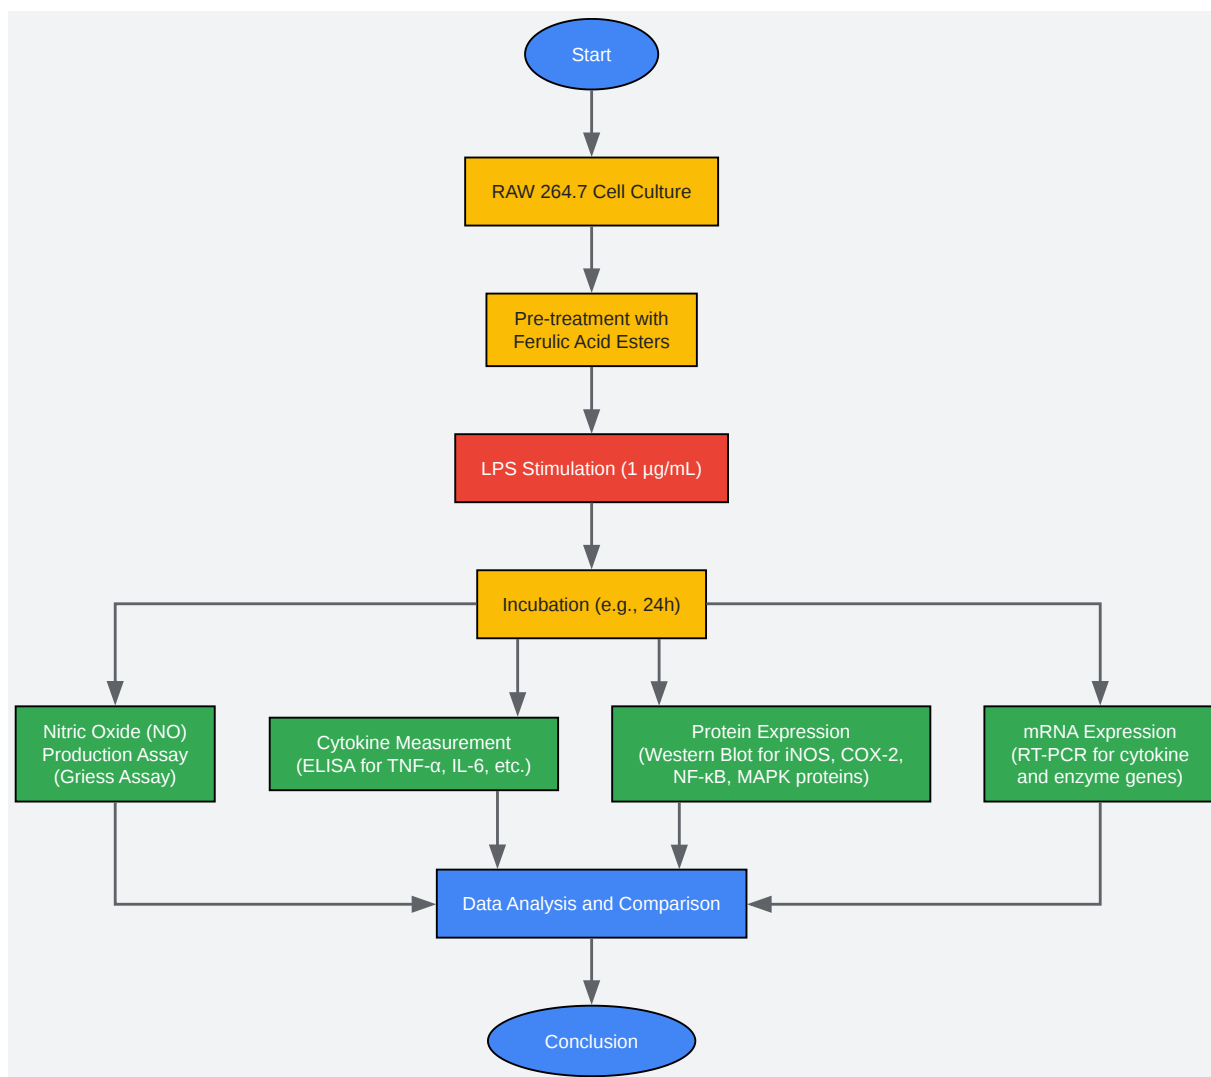 Start
RAW 264.7 Cell Culture
Pre-treatment with
Ferulic Acid Esters
LPS Stimulation (1 µg/mL)
Incubation (e.g., 24h)
Nitric Oxide (NO)
Production Assay
(Griess Assay)
Cytokine Measurement
(ELISA for TNF-α, IL-6, etc.)
Protein Expression
(Western Blot for iNOS, COX-2,
NF-κB, MAPK proteins)
mRNA Expression
(RT-PCR for cytokine
and enzyme genes)
Data Analysis and Comparison
Conclusion